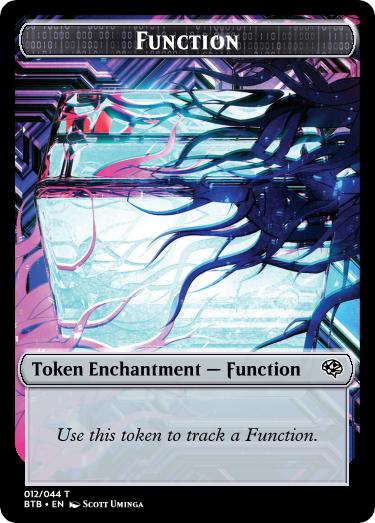 FUNCTION
Token Enchantment — Function
Use this token to track a Function.
012/044 T
BTB • EN SCOTT UMINGA